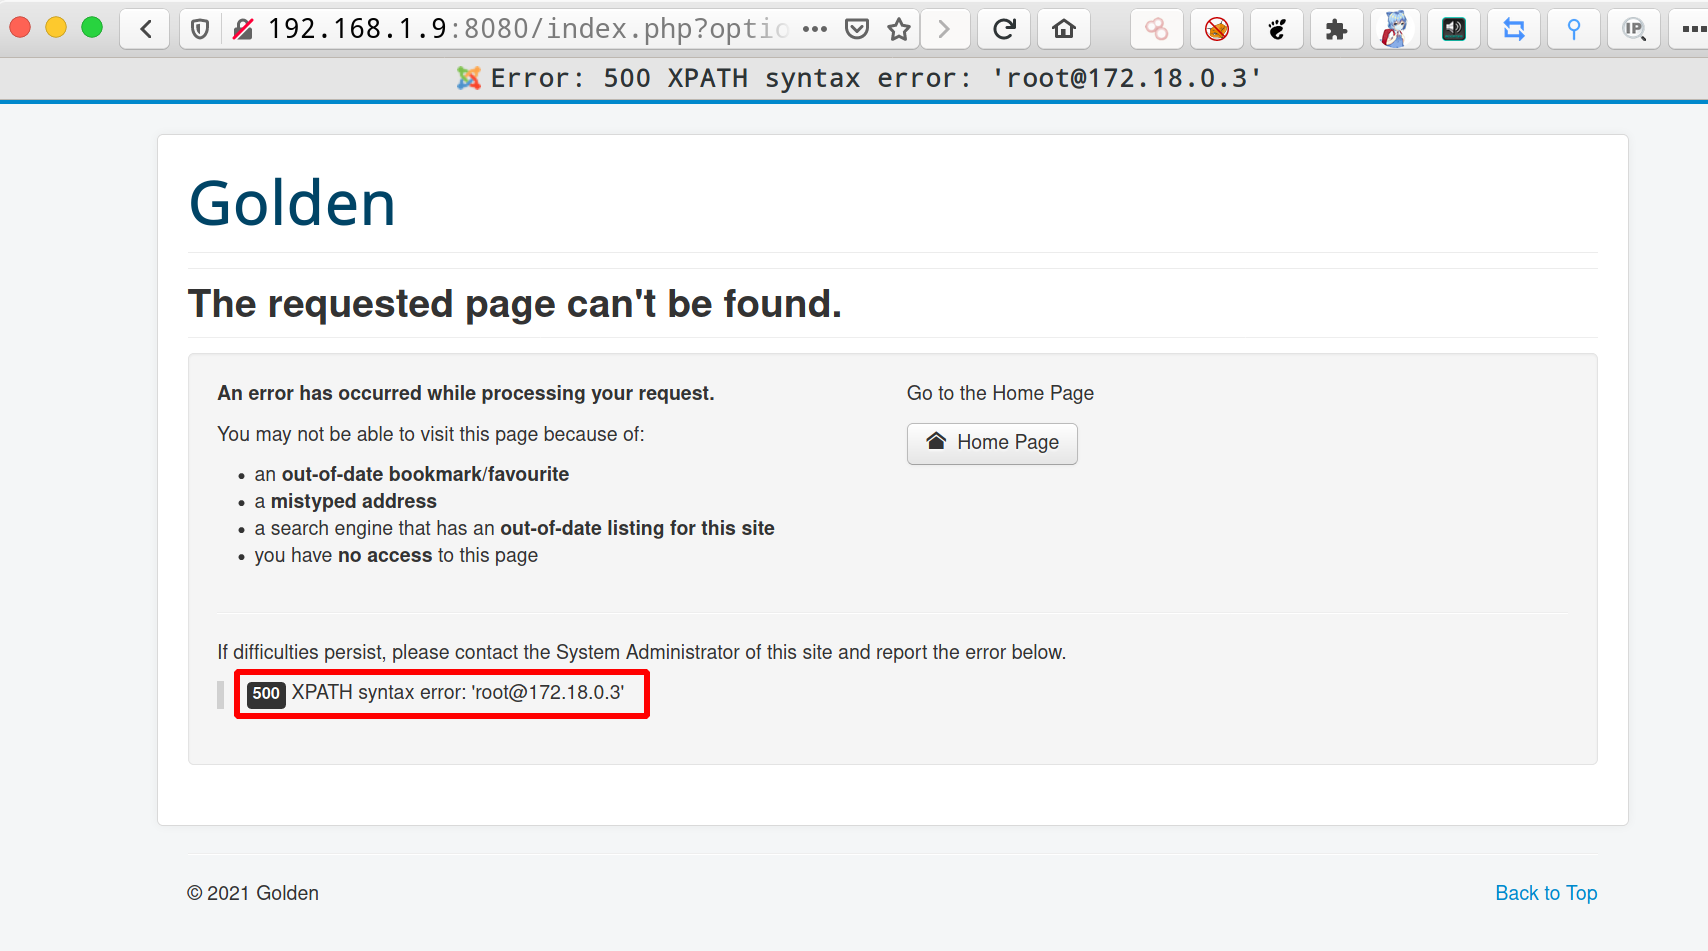 192.168.1.9:8080/index.php?optio
Error: 500 XPATH syntax error: 'root@172.18.0.3'
Golden
The requested page can't be found.
An error has occurred while processing your request.
You may not be able to visit this page because of:
an out-of-date bookmark/favourite
a mistyped address
a search engine that has an out-of-date listing for this site
you have no access to this page
Go to the Home Page
Home Page
If difficulties persist, please contact the System Administrator of this site and report the error below.
500 XPATH syntax error: 'root@172.18.0.3'
© 2021 Golden
Back to Top